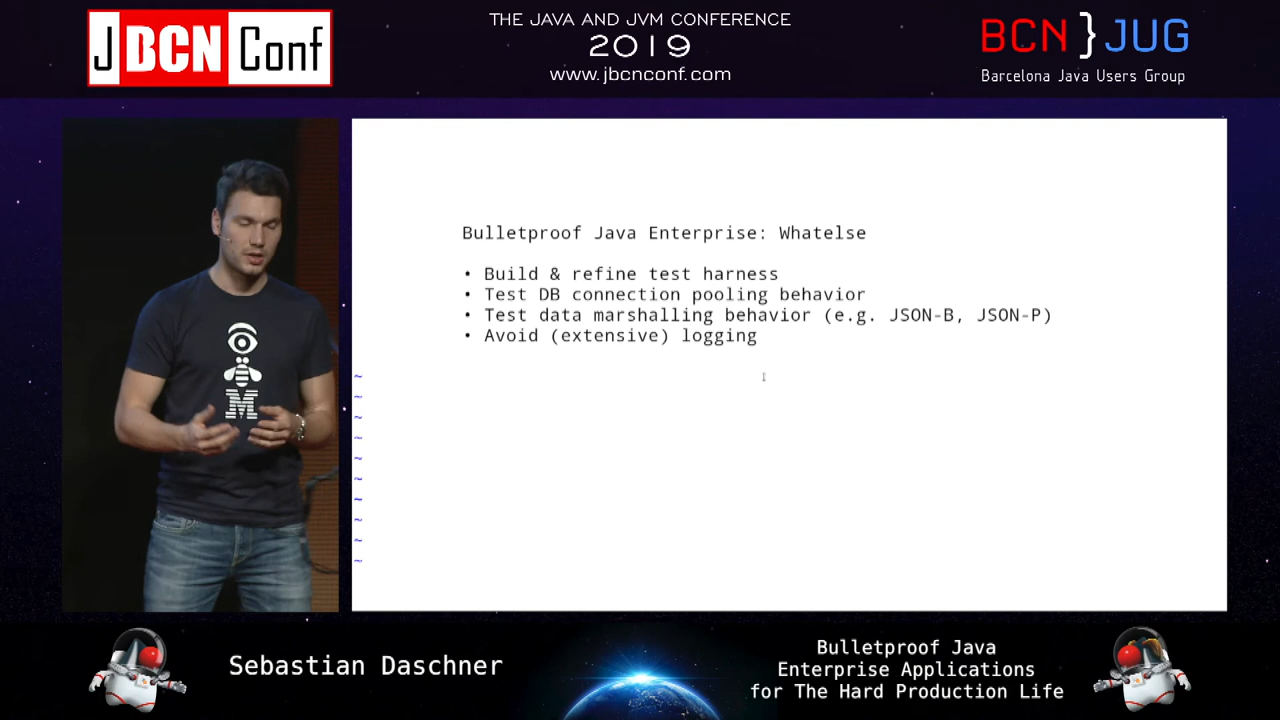 JBCNConf
THE JAVA AND JVM CONFERENCE
2019
www.jbcnconf.com
BCN}JUG
Barcelona Java Users Group
M
Bulletproof Java Enterprise: Whatelse
• Build & refine test harness
• Test DB connection pooling behavior
• Test data marshalling behavior (e.g. JSON-B, JSON-P)
• Avoid (extensive) logging
~
~
~
~
~
~
~
~
~
~
Sebastian Daschner
Bulletproof Java
Enterprise Applications
for The Hard Production Life